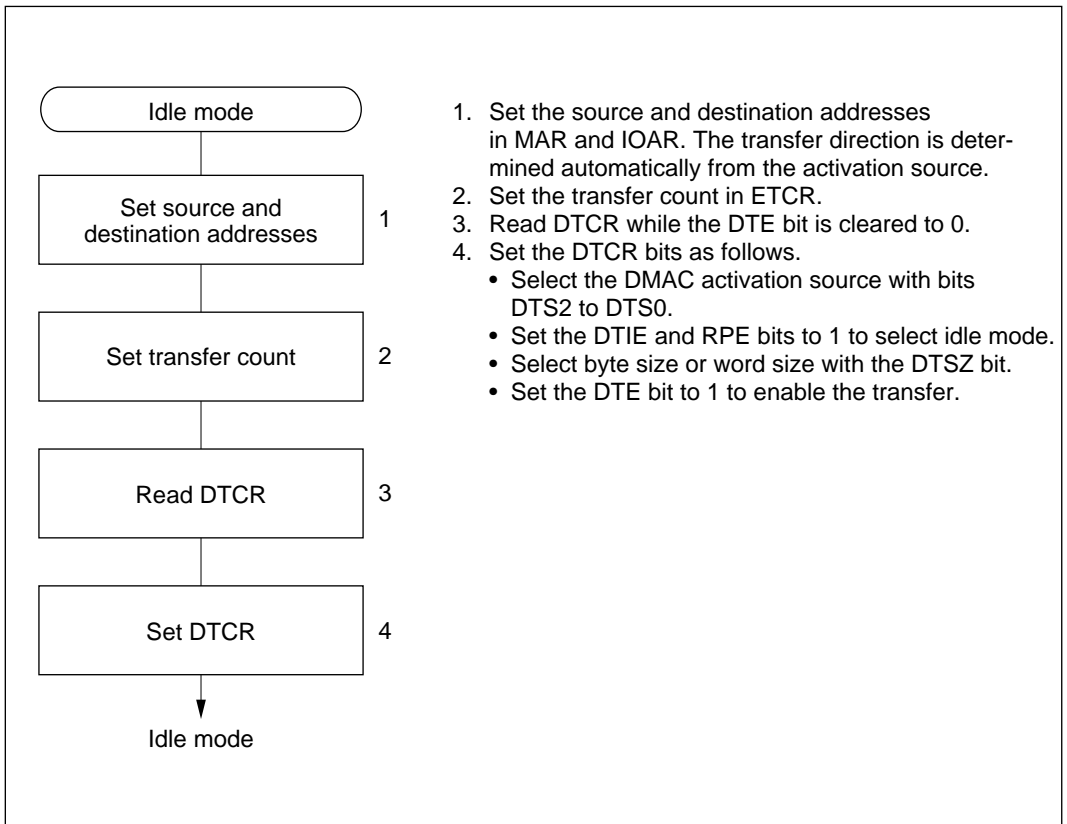 Idle mode
Set source and
destination addresses
1
Set transfer count
2
Read DTCR
3
Set DTCR
4
Idle mode
1. Set the source and destination addresses
in MAR and IOAR. The transfer direction is deter-
mined automatically from the activation source.
2. Set the transfer count in ETCR.
3. Read DTCR while the DTE bit is cleared to 0.
4. Set the DTCR bits as follows.
• Select the DMAC activation source with bits
DTS2 to DTS0.
• Set the DTIE and RPE bits to 1 to select idle mode.
• Select byte size or word size with the DTSZ bit.
• Set the DTE bit to 1 to enable the transfer.